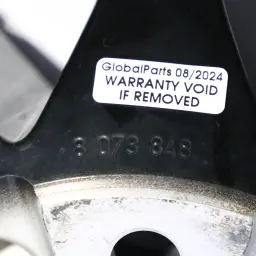 GlobalParts 08/2024
WARRANTY VOID
IF REMOVED
8 073 848